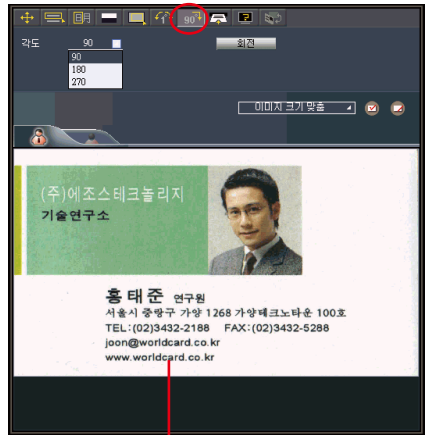 90
각도 90 회전
90
180
270
이미지 크기 맞춤
(주)에조스테크놀리지
기술연구소
홍태준 연구원
서울시 중랑구 가양 1268 가양테크노타운 100호
TEL:(02)3432-2188 FAX:(02)3432-5288
joon@worldcard.co.kr
www.worldcard.co.kr